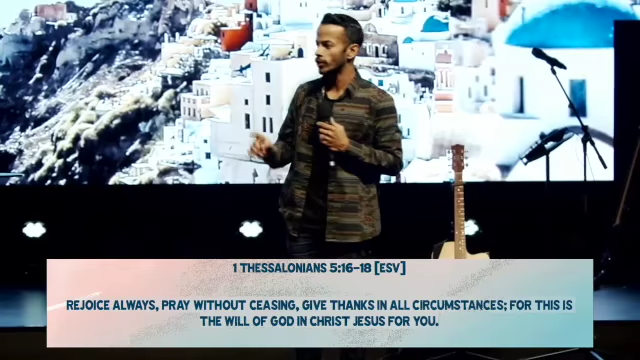 1 THESSALONIANS 5:16-18 [ESV]
REJOICE ALWAYS, PRAY WITHOUT CEASING, GIVE THANKS IN ALL CIRCUMSTANCES; FOR THIS IS
THE WILL OF GOD IN CHRIST JESUS FOR YOU.